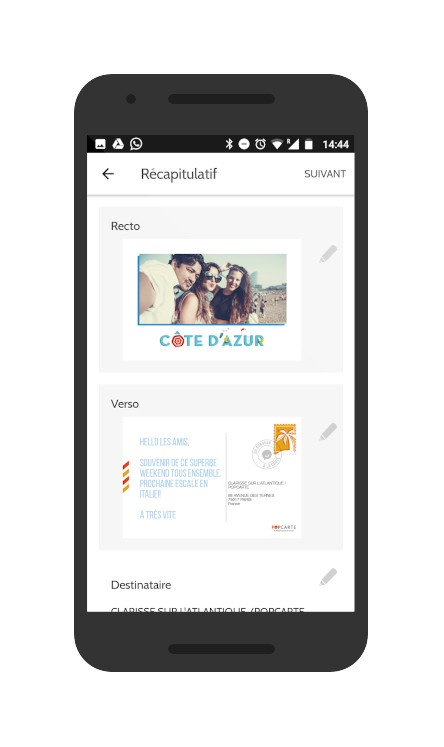 14:44
Récapitulatif
SUIVANT
Recto
CÔTE D'AZUR
Verso
HELLO LES AMIS,
SOUVENIR DE CE SUPERBE
WEEKEND TOUS ENSEMBLE.
PROCHAINE ESCALE EN
ITALIE!!
À TRÈS VITE
CLARISSE SUR L'ATLANTIQUE /
POPCARTE
France
POPCARTE
Destinataire
CLARISSE SUR L'ATLANTIQUE /POPCARTE